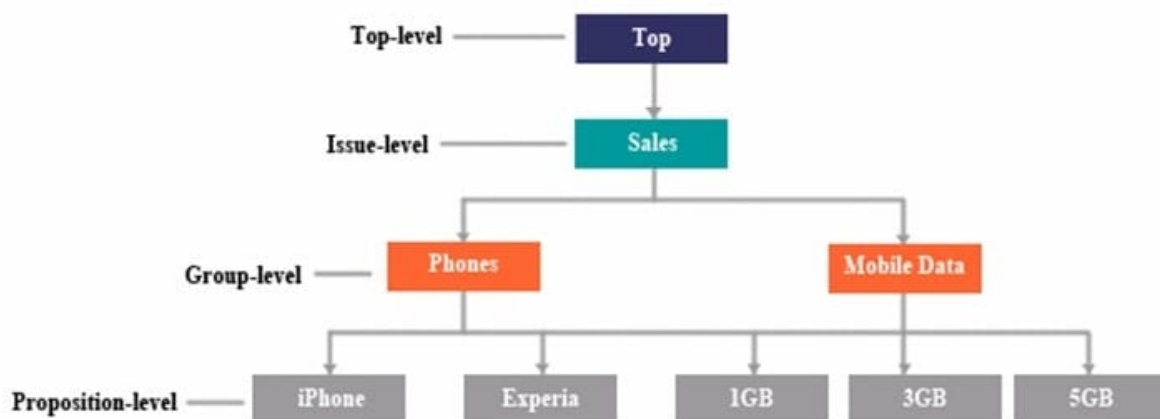 Top-level
Top
Issue-level
Sales
Group-level
Phones
Mobile Data
Proposition-level
iPhone
Experia
1GB
3GB
5GB